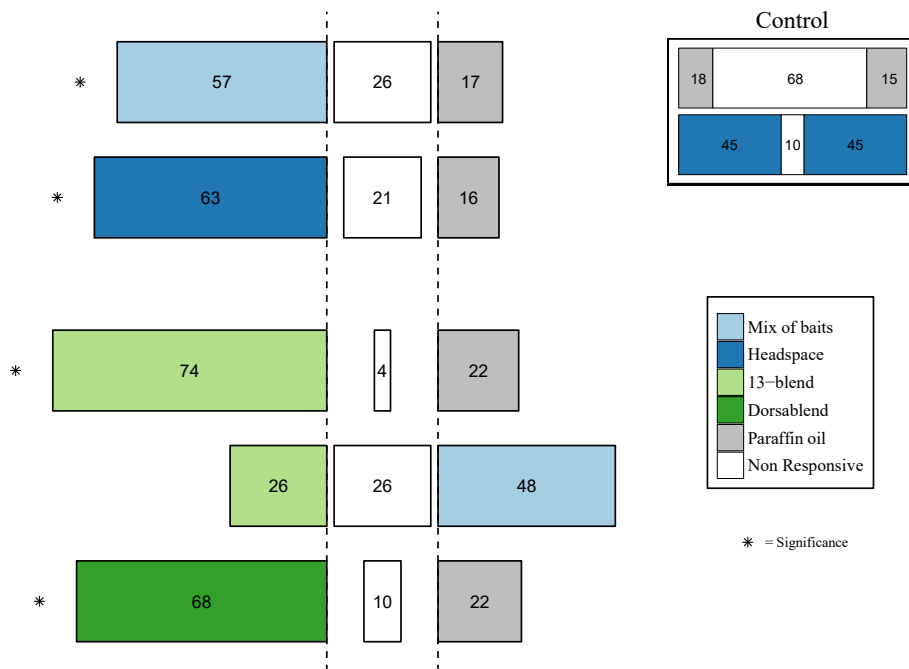 Control
18 68 15
45 10 45
* 57 26 17
* 63 21 16
* 74 4 22
26 26 48
* 68 10 22
Mix of baits
Headspace
13−blend
Dorsablend
Paraffin oil
Non Responsive
* = Significance